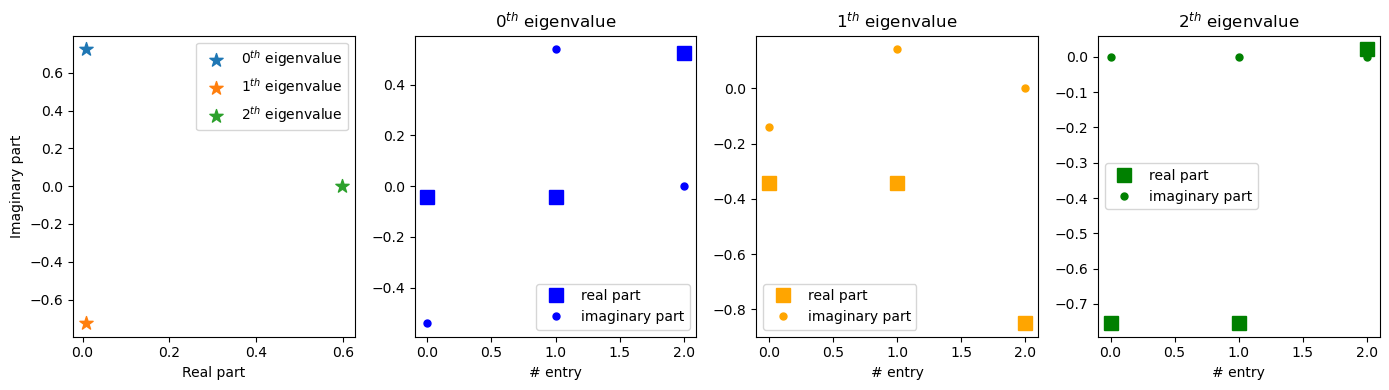 0.6
0.4
0.2
0.0
−0.2
−0.4
−0.6
Imaginary part
0.0 0.2 0.4 0.6
Real part
0th eigenvalue
1th eigenvalue
2th eigenvalue
0th eigenvalue
0.4
0.2
0.0
−0.2
−0.4
real part
imaginary part
0.0 0.5 1.0 1.5 2.0
# entry
1th eigenvalue
0.0
−0.2
−0.4
−0.6
−0.8
real part
imaginary part
0.0 0.5 1.0 1.5 2.0
# entry
2th eigenvalue
0.0
−0.1
−0.2
−0.3
−0.4
−0.5
−0.6
−0.7
real part
imaginary part
0.0 0.5 1.0 1.5 2.0
# entry